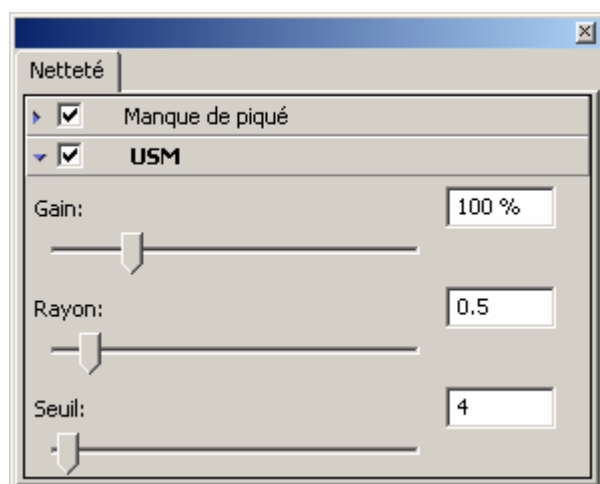 Netteté
Manque de piqué
USM
Gain: 100 %
Rayon: 0.5
Seuil: 4